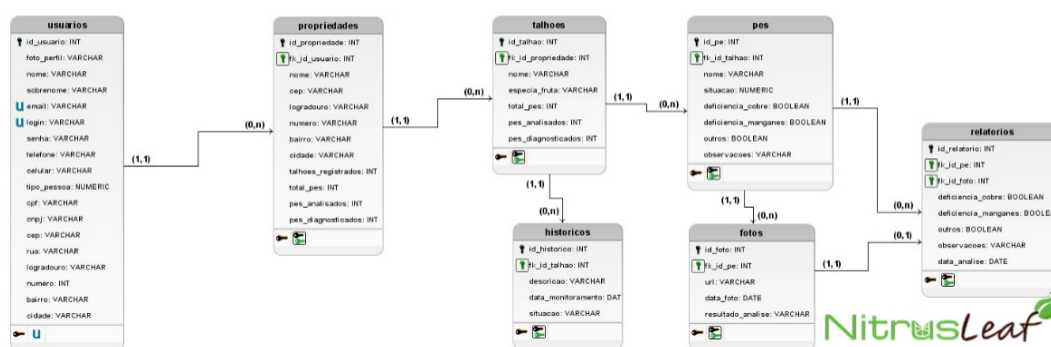 usuarios
id_usuario: INT
foto_perfil: VARCHAR
nome: VARCHAR
sobrenome: VARCHAR
U email: VARCHAR
U login: VARCHAR
senha: VARCHAR
telefone: VARCHAR
celular: VARCHAR
tipo_pessoa: NUMERIC
cpf: VARCHAR
cnpj: VARCHAR
cep: VARCHAR
rua: VARCHAR
logradouro: VARCHAR
numero: INT
bairro: VARCHAR
cidade: VARCHAR
U
(1,1)
(0,n)
propriedades
id_propriedade: INT
fk_id_usuario: INT
nome: VARCHAR
cep: VARCHAR
logradouro: VARCHAR
numero: VARCHAR
bairro: VARCHAR
cidade: VARCHAR
talhoes_registrados: INT
total_pes: INT
pes_analisados: INT
pes_diagnosticados: INT
(1,1)
(0,n)
talhoes
id_talhao: INT
fk_id_propriedade: INT
nome: VARCHAR
especia_fruta: VARCHAR
total_pes: INT
pes_analisados: INT
pes_diagnosticados: INT
(1,1)
(0,n)
(1,1)
(0,n)
historicos
id_historico: INT
fk_id_talhao: INT
descricao: VARCHAR
data_monitoramento: DAT
situacao: VARCHAR
pes
id_pe: INT
fk_id_talhao: INT
nome: VARCHAR
situacao: NUMERIC
deficiencia_cobre: BOOLEAN
deficiencia_manganes: BOOLEAN
outros: BOOLEAN
observacoes: VARCHAR
(1,1)
(0,n)
(1,1)
(0,n)
fotos
id_foto: INT
fk_id_pe: INT
url: VARCHAR
data_foto: DATE
resultado_analise: VARCHAR
(1,1)
(0,1)
relatorios
id_relatorio: INT
fk_id_pe: INT
fk_id_foto: INT
deficiencia_cobre: BOOLEAN
deficiencia_manganes: BOOLEA
outros: BOOLEAN
observacoes: VARCHAR
data_analise: DATE
NitrusLeaf